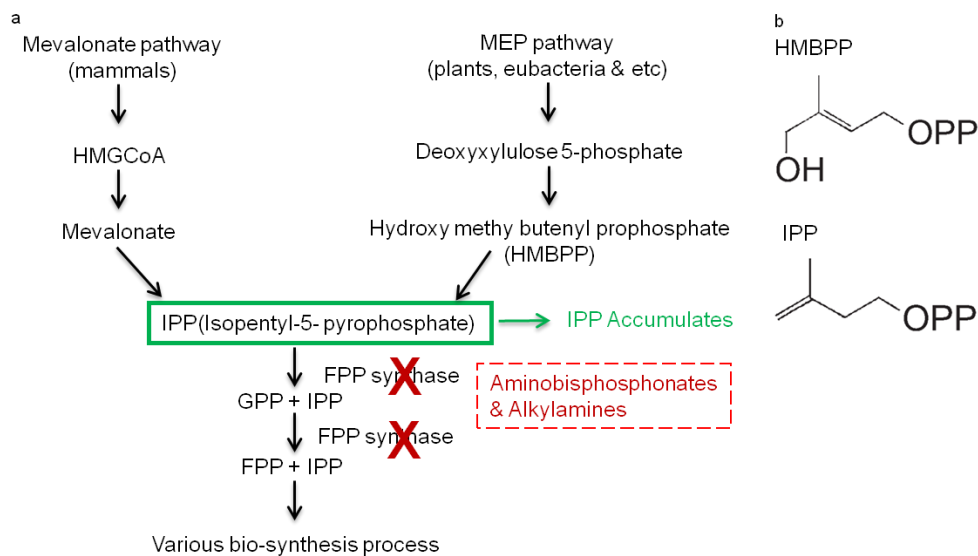 a
Mevalonate pathway
(mammals)
HMGCoA
Mevalonate
MEP pathway
(plants, eubacteria & etc)
Deoxyxylulose 5-phosphate
Hydroxy methy butenyl prophosphate
(HMBPP)
IPP(Isopentyl-5- pyrophosphate)
IPP Accumulates
FPP synthase
X
GPP + IPP
FPP synthase
X
FPP + IPP
Aminobisphosphonates
& Alkylamines
Various bio-synthesis process
b
HMBPP
OPP
OH
IPP
OPP